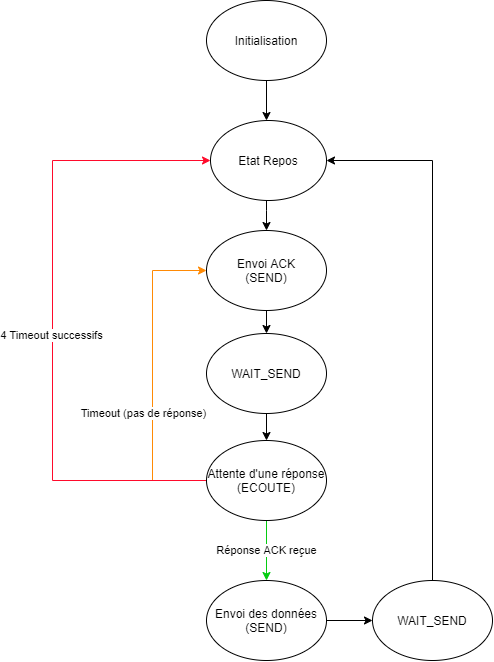 Initialisation
Etat Repos
Envoi ACK
(SEND)
4 Timeout successifs
WAIT_SEND
Timeout (pas de réponse)
Attente d'une réponse
(ECOUTE)
Réponse ACK reçue
Envoi des données
(SEND)
WAIT_SEND